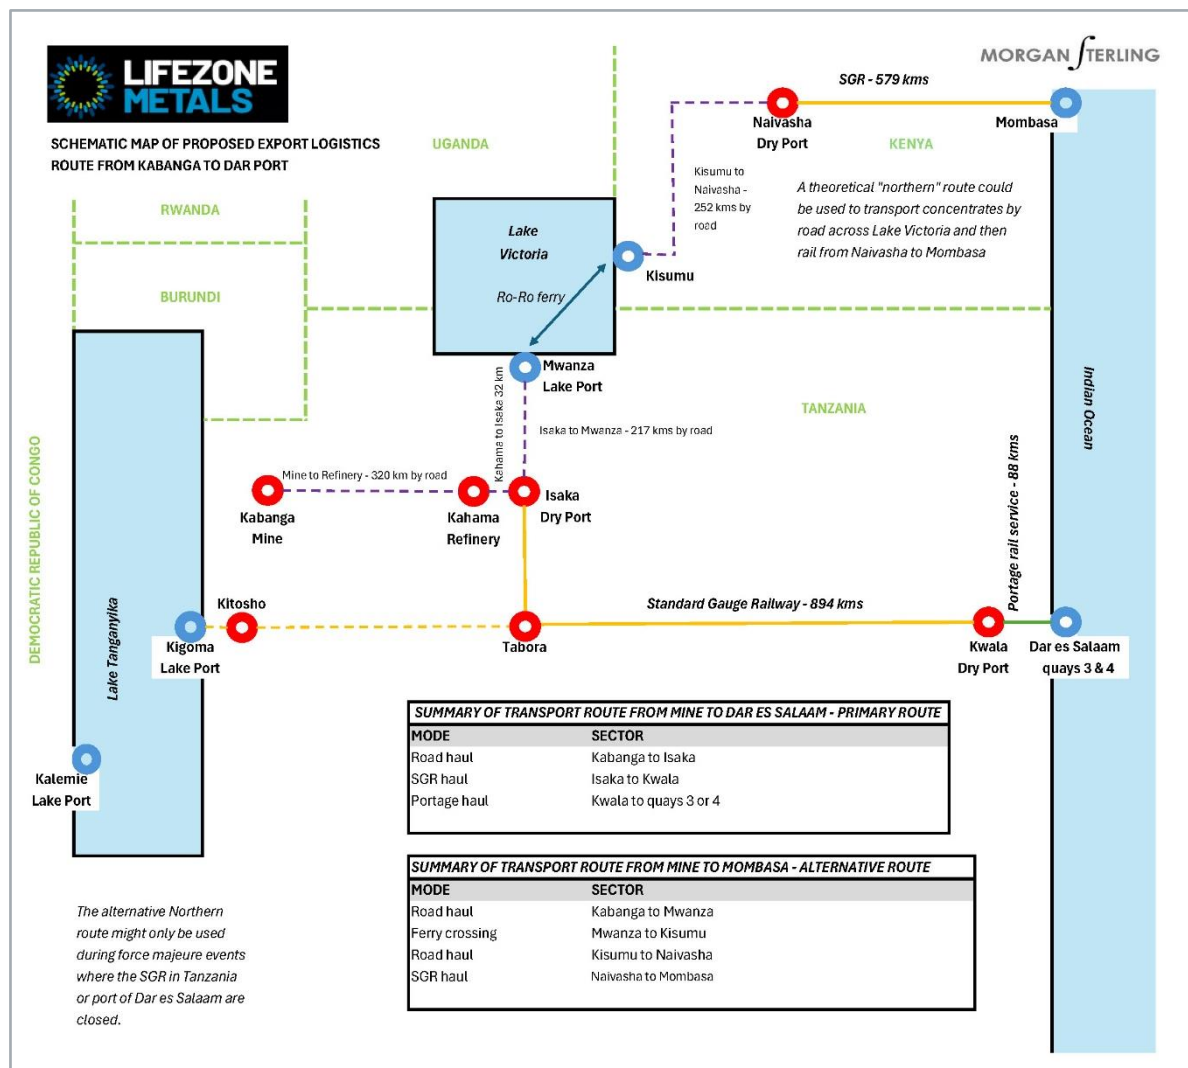 LIFEZONE
METALS
MORGAN STERLING
SCHEMATIC MAP OF PROPOSED EXPORT LOGISTICS
ROUTE FROM KABANGA TO DAR PORT
UGANDA
SGR - 579 kms
Naivasha
Dry Port
Mombasa
KENYA
RWANDA
BURUNDI
Kisumu to
Naivasha -
252 kms by
road
A theoretical "northern" route could
be used to transport concentrates by
road across Lake Victoria and then
rail from Naivasha to Mombasa
Lake
Victoria
Ro-Ro ferry
Kisumu
Mwanza
Lake Port
TANZANIA
Indian Ocean
DEMOCRATIC REPUBLIC OF CONGO
Kahama to Isaka 32 km
Isaka to Mwanza - 217 kms by road
Mine to Refinery - 320 km by road
Kabanga
Mine
Kahama
Refinery
Isaka
Dry Port
Portage rail service - 88 kms
Lake Tanganyika
Kitosho
Kigoma
Lake Port
Tabora
Standard Gauge Railway - 894 kms
Kwala
Dry Port
Dar es Salaam
quays 3 & 4
Kalemie
Lake Port
SUMMARY OF TRANSPORT ROUTE FROM MINE TO DAR ES SALAAM - PRIMARY ROUTE
MODE SECTOR
Road haul Kabanga to Isaka
SGR haul Isaka to Kwala
Portage haul Kwala to quays 3 or 4
SUMMARY OF TRANSPORT ROUTE FROM MINE TO MOMBASA - ALTERNATIVE ROUTE
MODE SECTOR
Road haul Kabanga to Mwanza
Ferry crossing Mwanza to Kisumu
Road haul Kisumu to Naivasha
SGR haul Naivasha to Mombasa
The alternative Northern
route might only be used
during force majeure events
where the SGR in Tanzania
or port of Dar es Salaam are
closed.